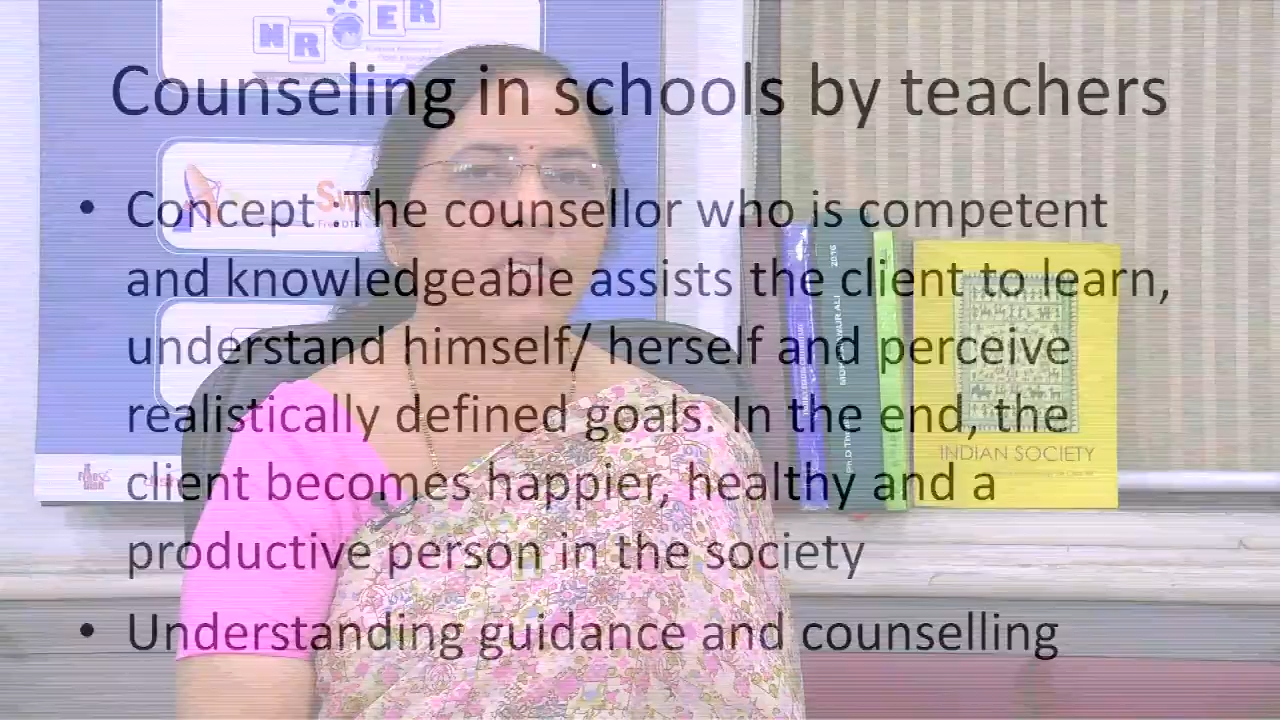 NROER
Counseling in schools by teachers
• Concept :The counsellor who is competent
and knowledgeable assists the client to learn,
understand himself/ herself and perceive
realistically defined goals. In the end, the
client becomes happier, healthy and a
productive person in the society
• Understanding guidance and counselling
2016
INDIAN SOCIETY